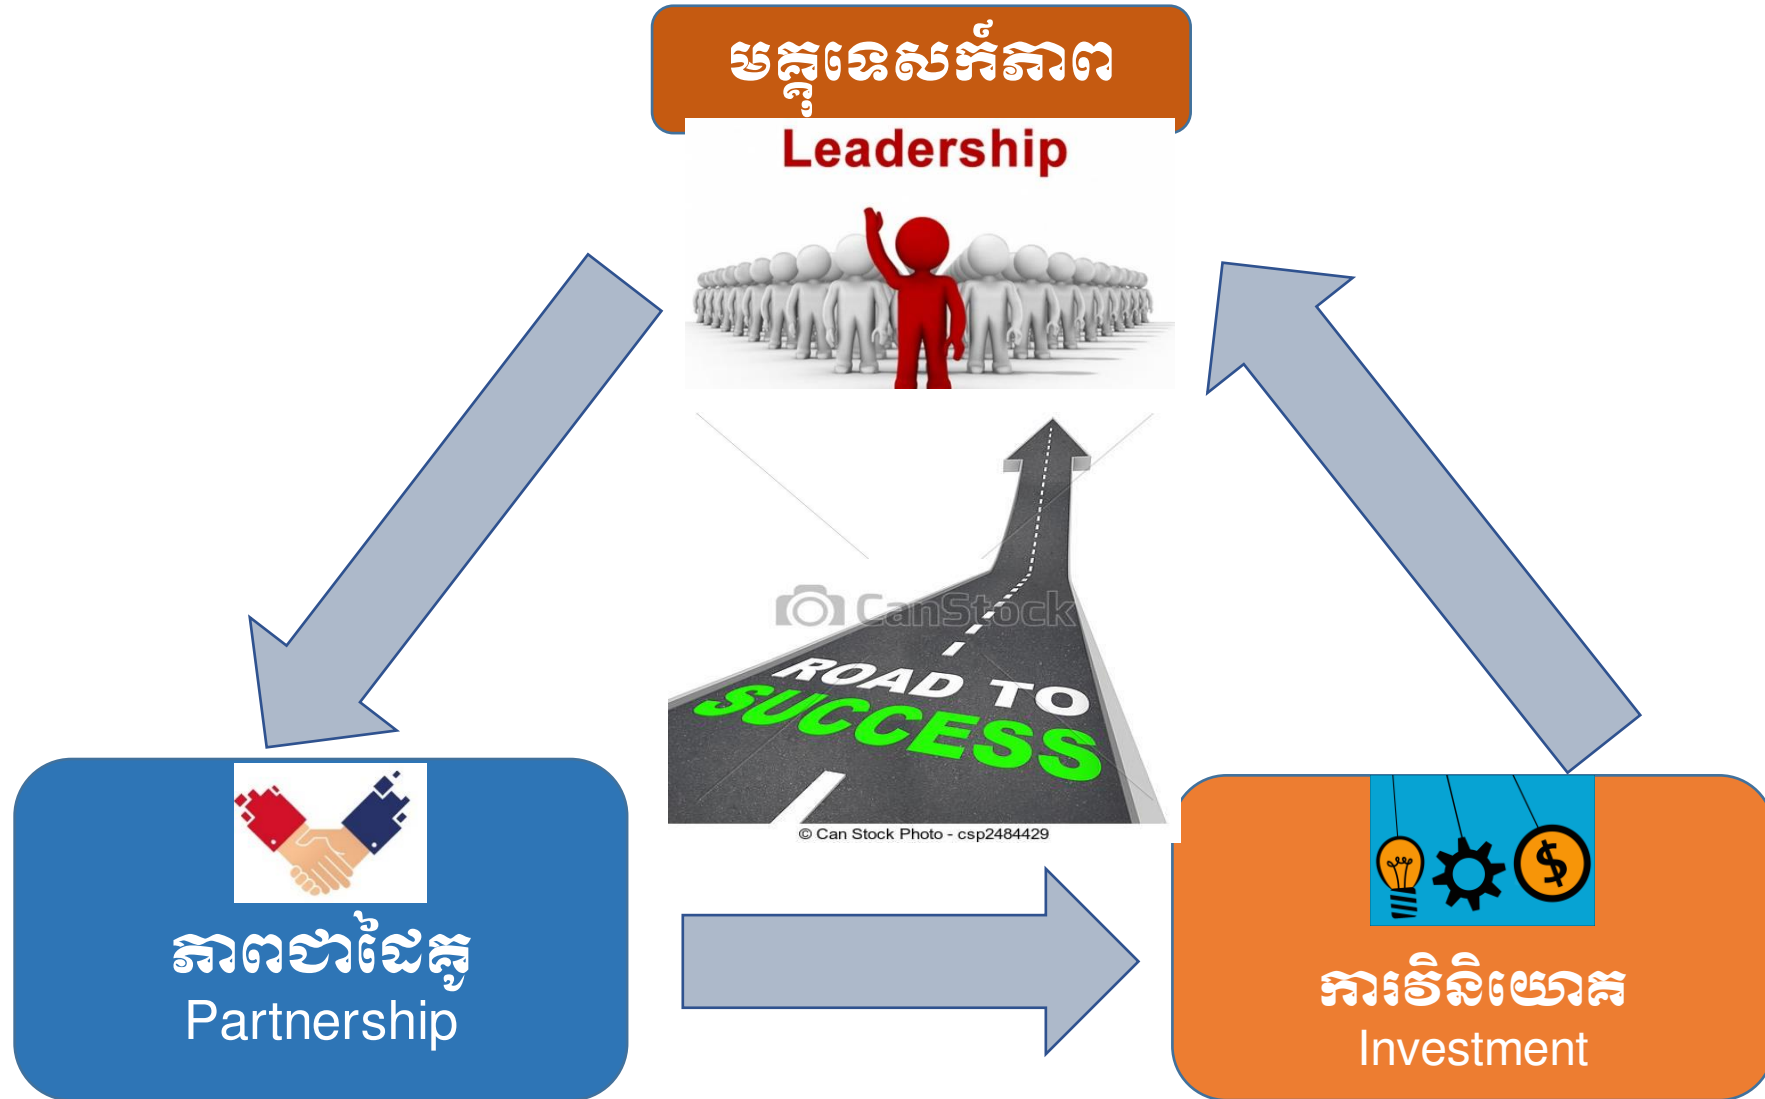 មគ្គុទេសក៍ភាព
Leadership
CanStock
ROAD TO
SUCCESS
© Can Stock Photo - csp2484429
ភាពជាដៃគូ
Partnership
ការវិនិយោគ
Investment